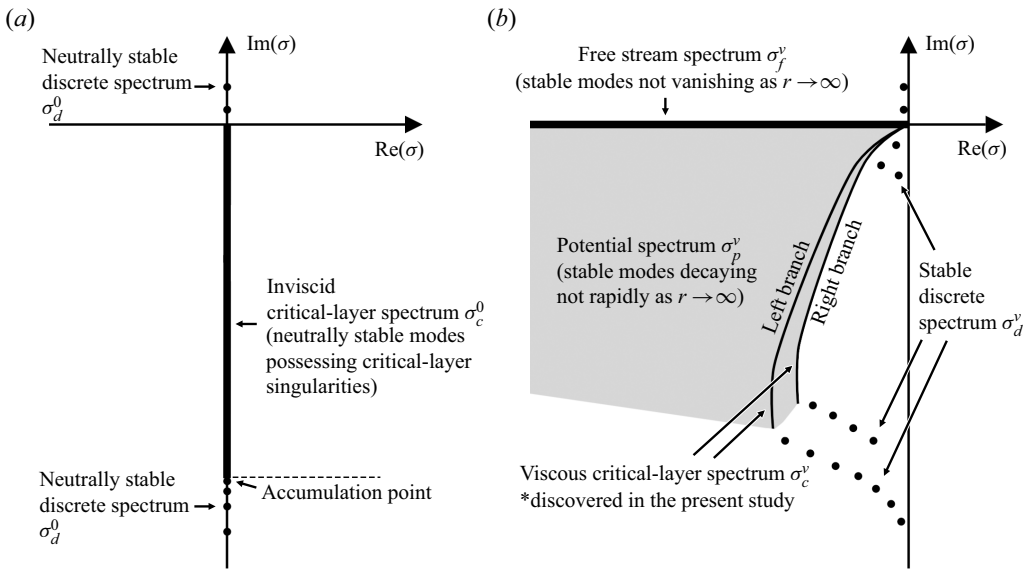 (a)
Im(σ)
Neutrally stable
discrete spectrum
σ_d^0
Re(σ)
Inviscid
critical-layer spectrum σ_c^0
(neutrally stable modes
possessing critical-layer
singularities)
Neutrally stable
discrete spectrum
σ_d^0
Accumulation point
(b)
Im(σ)
Free stream spectrum σ_f^ν
(stable modes not vanishing as r → ∞)
Re(σ)
Potential spectrum σ_p^ν
(stable modes decaying
not rapidly as r → ∞)
Left branch
Right branch
Stable
discrete
spectrum σ_d^ν
Viscous critical-layer spectrum σ_c^ν
*discovered in the present study